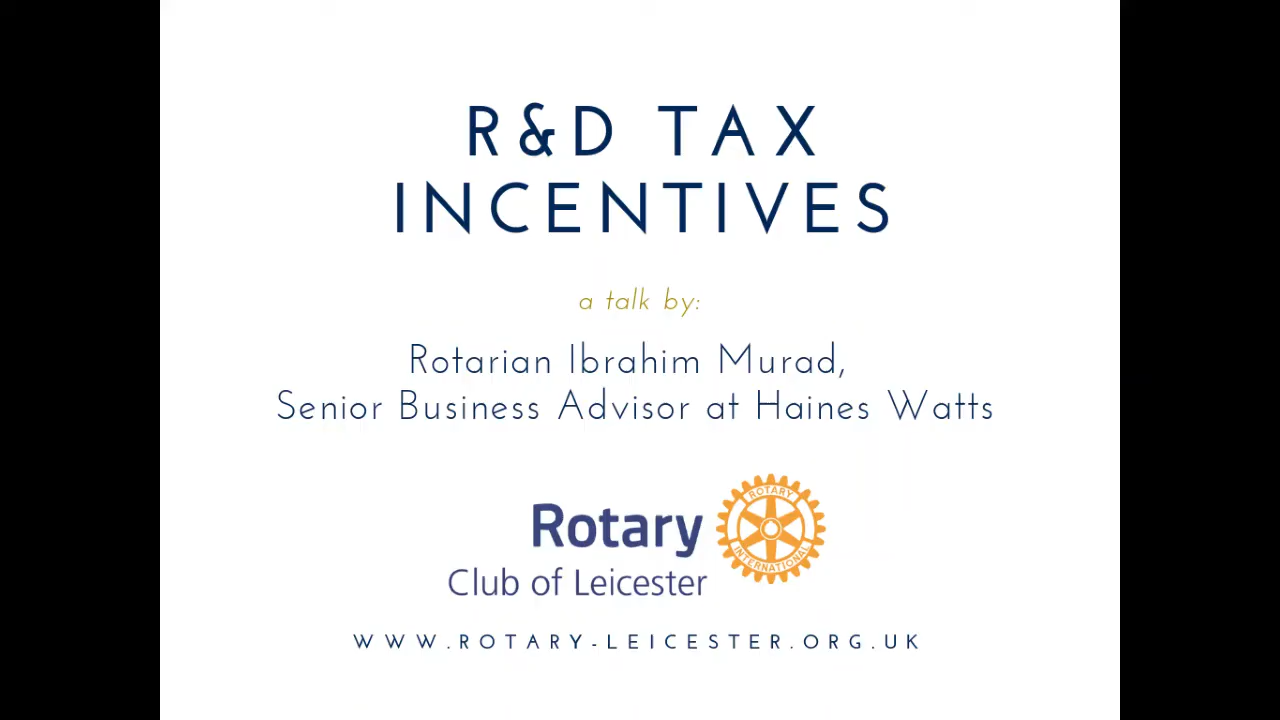 R&D TAX
INCENTIVES
a talk by:
Rotarian Ibrahim Murad,
Senior Business Advisor at Haines Watts
Rotary
Club of Leicester
ROTARY
INTERNATIONAL
WWW.ROTARY-LEICESTER.ORG.UK